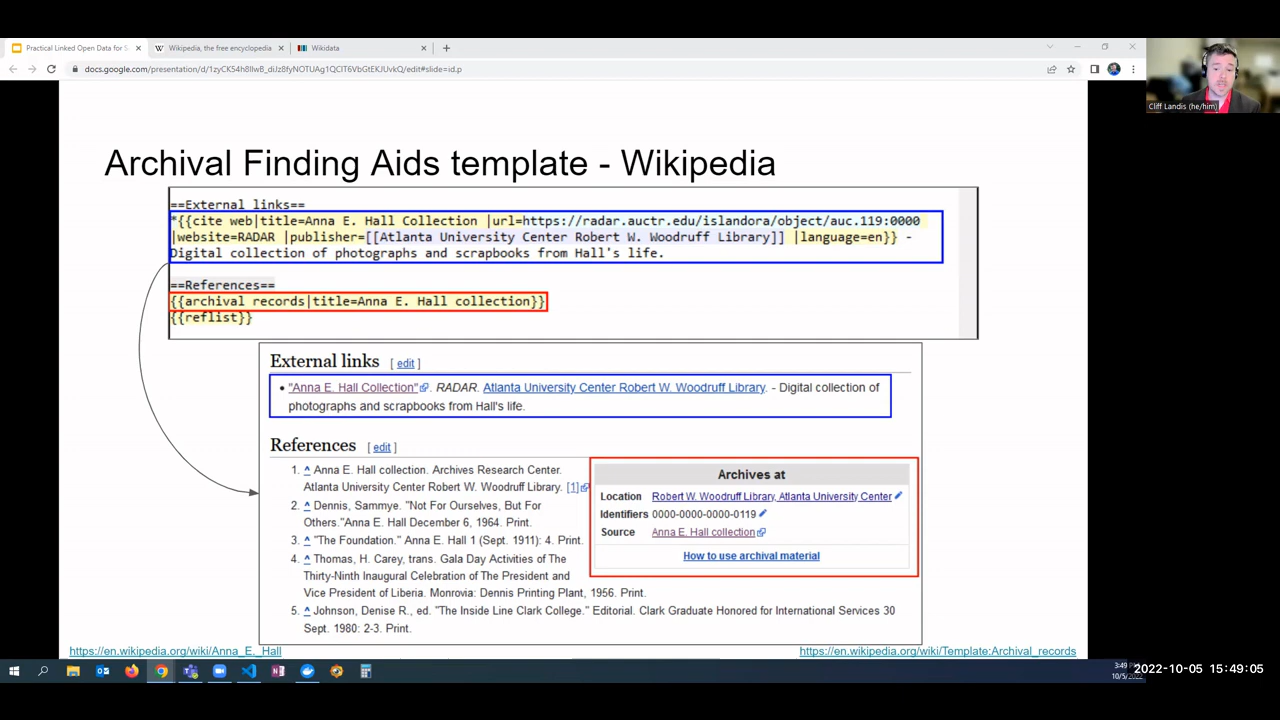 Practical Linked Open Data for S
Wikipedia, the free encyclopedia
Wikidata
docs.google.com/presentation/d/1zyCK54h8IlwB_diJz8fyNOTUAg1QCIT6VbGtEKJUvkQ/edit#slide=id.p
Cliff Landis (he/him)
Archival Finding Aids template - Wikipedia
==External links==
*{{cite web|title=Anna E. Hall Collection |url=https://radar.auctr.edu/islandora/object/auc.119:0000
|website=RADAR |publisher=[[Atlanta University Center Robert W. Woodruff Library]] |language=en}} -
Digital collection of photographs and scrapbooks from Hall's life.
==References==
{{archival records|title=Anna E. Hall collection}}
{{reflist}}
External links [ edit ]
• "Anna E. Hall Collection". RADAR. Atlanta University Center Robert W. Woodruff Library. - Digital collection of
photographs and scrapbooks from Hall's life.
References [ edit ]
1. ^ Anna E. Hall collection. Archives Research Center.
Atlanta University Center Robert W. Woodruff Library. [1]
2. ^ Dennis, Sammye. "Not For Ourselves, But For
Others."Anna E. Hall December 6, 1964. Print.
3. ^ "The Foundation." Anna E. Hall 1 (Sept. 1911): 4. Print.
4. ^ Thomas, H. Carey, trans. Gala Day Activities of The
Thirty-Ninth Inaugural Celebration of The President and
Vice President of Liberia. Monrovia: Dennis Printing Plant, 1956. Print.
5. ^ Johnson, Denise R., ed. "The Inside Line Clark College." Editorial. Clark Graduate Honored for International Services 30
Sept. 1980: 2-3. Print.
Archives at
Location Robert W. Woodruff Library, Atlanta University Center
Identifiers 0000-0000-0000-0119
Source Anna E. Hall collection
How to use archival material
https://en.wikipedia.org/wiki/Anna_E._Hall
https://en.wikipedia.org/wiki/Template:Archival_records
3:49
10/5/2022
2022-10-05 15:49:05